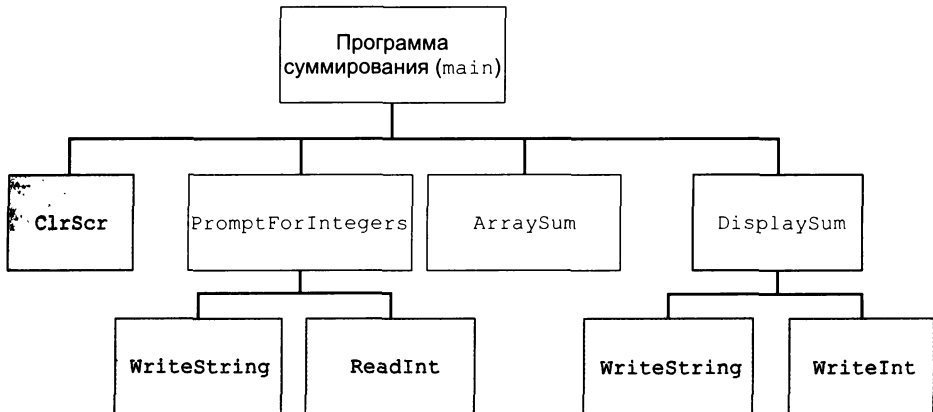 Программа
суммирования (main)
ClrScr
PromptForIntegers
ArraySum
DisplaySum
WriteString
ReadInt
WriteString
WriteInt